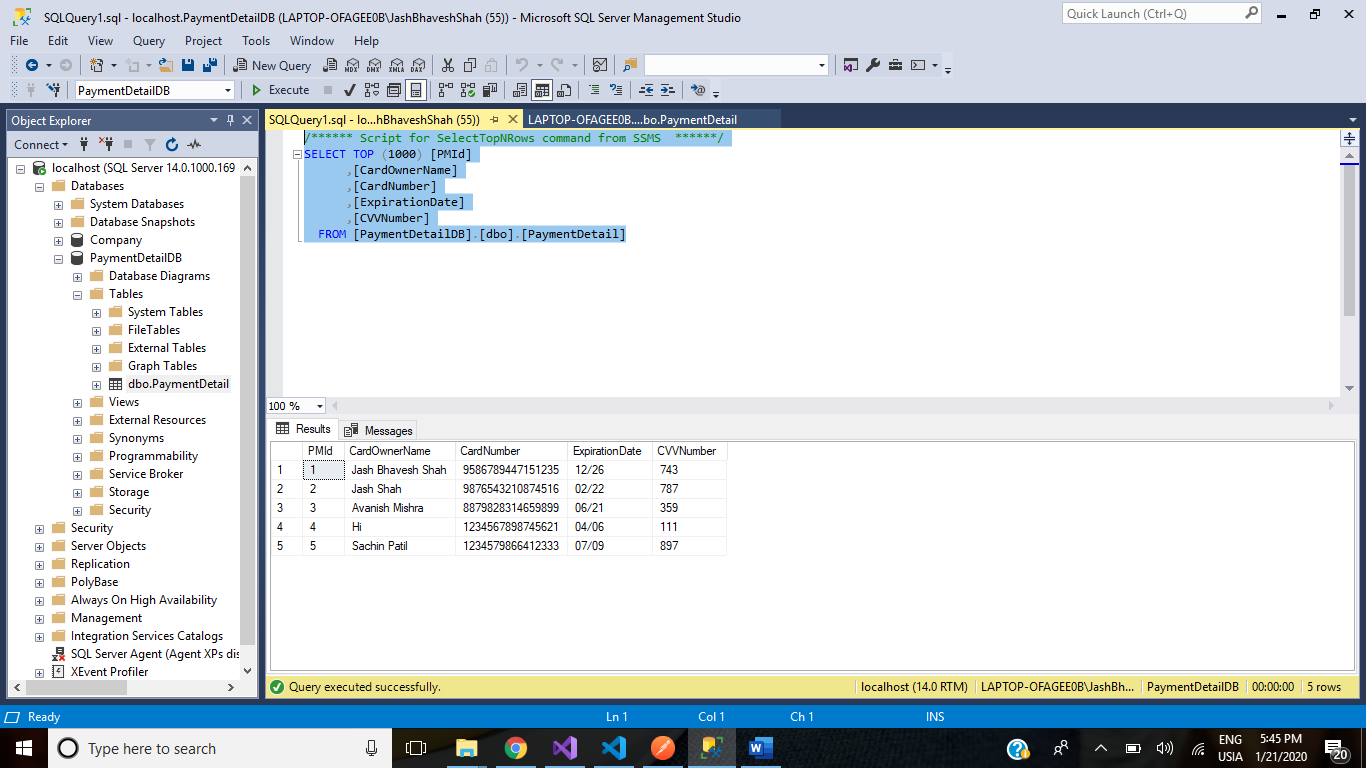 SQLQuery1.sql - localhost.PaymentDetailDB (LAPTOP-OFAGEE0B\JashBhaveshShah (55)) - Microsoft SQL Server Management Studio
Quick Launch (Ctrl+Q)
File Edit View Query Project Tools Window Help
New Query MDX DMX XMLA DAX
PaymentDetailDB Execute
Object Explorer
SQLQuery1.sql - lo...hBhaveshShah (55))
LAPTOP-OFAGEE0B....bo.PaymentDetail
Connect
localhost (SQL Server 14.0.1000.169
Databases
System Databases
Database Snapshots
Company
PaymentDetailDB
Database Diagrams
Tables
System Tables
FileTables
External Tables
Graph Tables
dbo.PaymentDetail
Views
External Resources
Synonyms
Programmability
Service Broker
Storage
Security
Security
Server Objects
Replication
PolyBase
Always On High Availability
Management
Integration Services Catalogs
SQL Server Agent (Agent XPs dis
XEvent Profiler
/****** Script for SelectTopNRows command from SSMS ******/
SELECT TOP (1000) [PMId]
,[CardOwnerName]
,[CardNumber]
,[ExpirationDate]
,[CVVNumber]
FROM [PaymentDetailDB].[dbo].[PaymentDetail]
100 %
Results Messages
PMId CardOwnerName CardNumber ExpirationDate CVVNumber
1 1 Jash Bhavesh Shah 9586789447151235 12/26 743
2 2 Jash Shah 9876543210874516 02/22 787
3 3 Avanish Mishra 8879828314659899 06/21 359
4 4 Hi 1234567898745621 04/06 111
5 5 Sachin Patil 1234579866412333 07/09 897
Query executed successfully.
localhost (14.0 RTM) LAPTOP-OFAGEE0B\JashBh... PaymentDetailDB 00:00:00 5 rows
Ready Ln 1 Col 1 Ch 1 INS
Type here to search
ENG
USIA
5:45 PM
1/21/2020
20